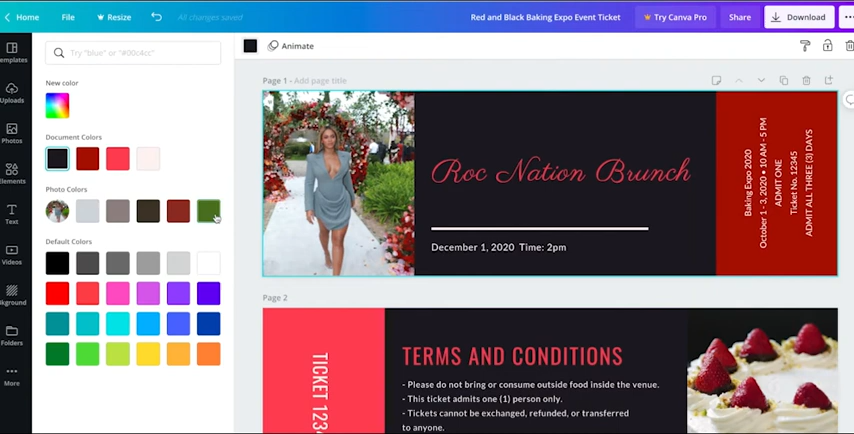 Home
File
Resize
All changes saved
Red and Black Baking Expo Event Ticket
Try Canva Pro
Share
Download
emplates
Uploads
Photos
Elements
Text
Videos
kground
Folders
More
Try "blue" or "#00c4cc"
New color
Document Colors
Photo Colors
Default Colors
Animate
Page 1 - Add page title
Roc Nation Brunch
December 1, 2020 Time: 2pm
Baking Expo 2020
October 1 - 3, 2020 • 10 AM - 5 PM
ADMIT ONE
Ticket No. 12345
ADMIT ALL THREE (3) DAYS
Page 2
TICKET 1234
TERMS AND CONDITIONS
- Please do not bring or consume outside food inside the venue.
- This ticket admits one (1) person only.
- Tickets cannot be exchanged, refunded, or transferred
to anyone.